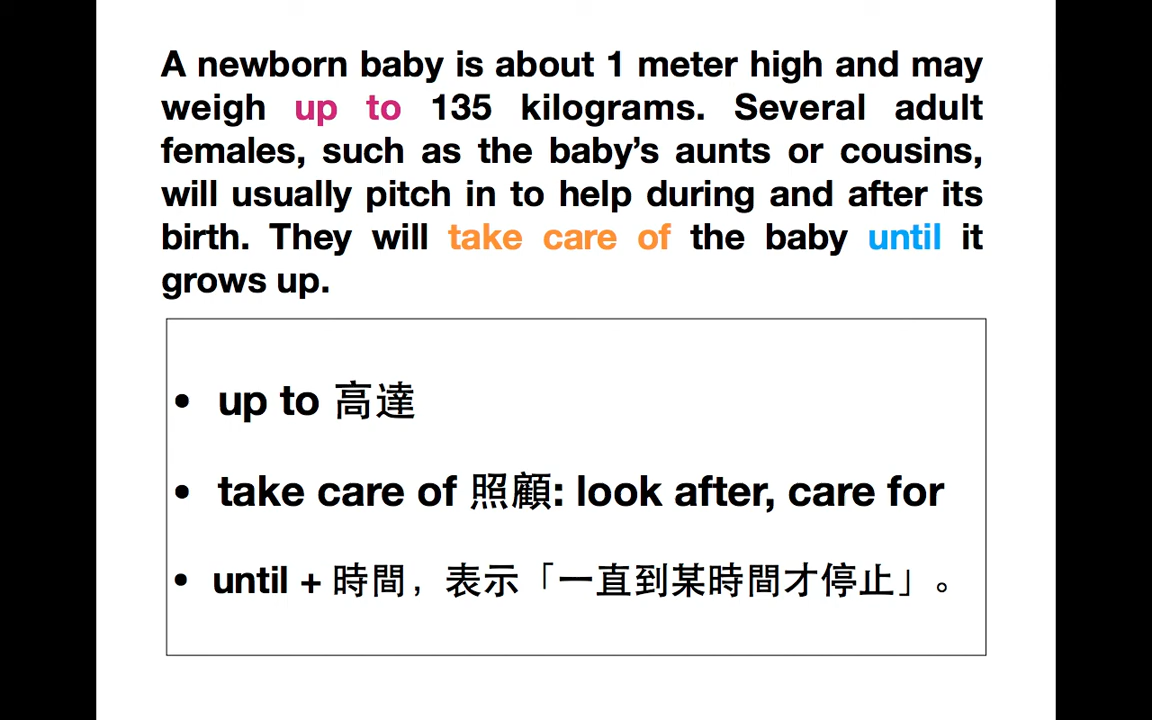 A newborn baby is about 1 meter high and may
weigh up to 135 kilograms. Several adult
females, such as the baby’s aunts or cousins,
will usually pitch in to help during and after its
birth. They will take care of the baby until it
grows up.
• up to 高達
• take care of 照顧: look after, care for
• until + 時間，表示「一直到某時間才停止」。